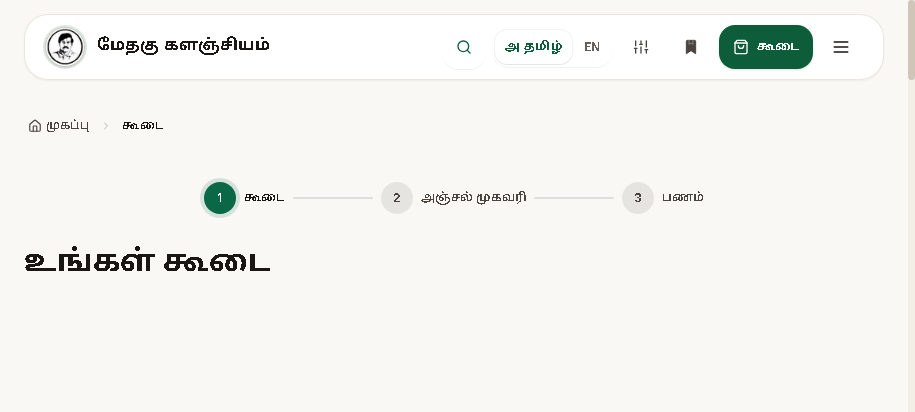 மேதகு களஞ்சியம்
அ தமிழ் EN கூடை
முகப்பு கூடை
1 கூடை 2 அஞ்சல் முகவரி 3 பணம்
உங்கள் கூடை